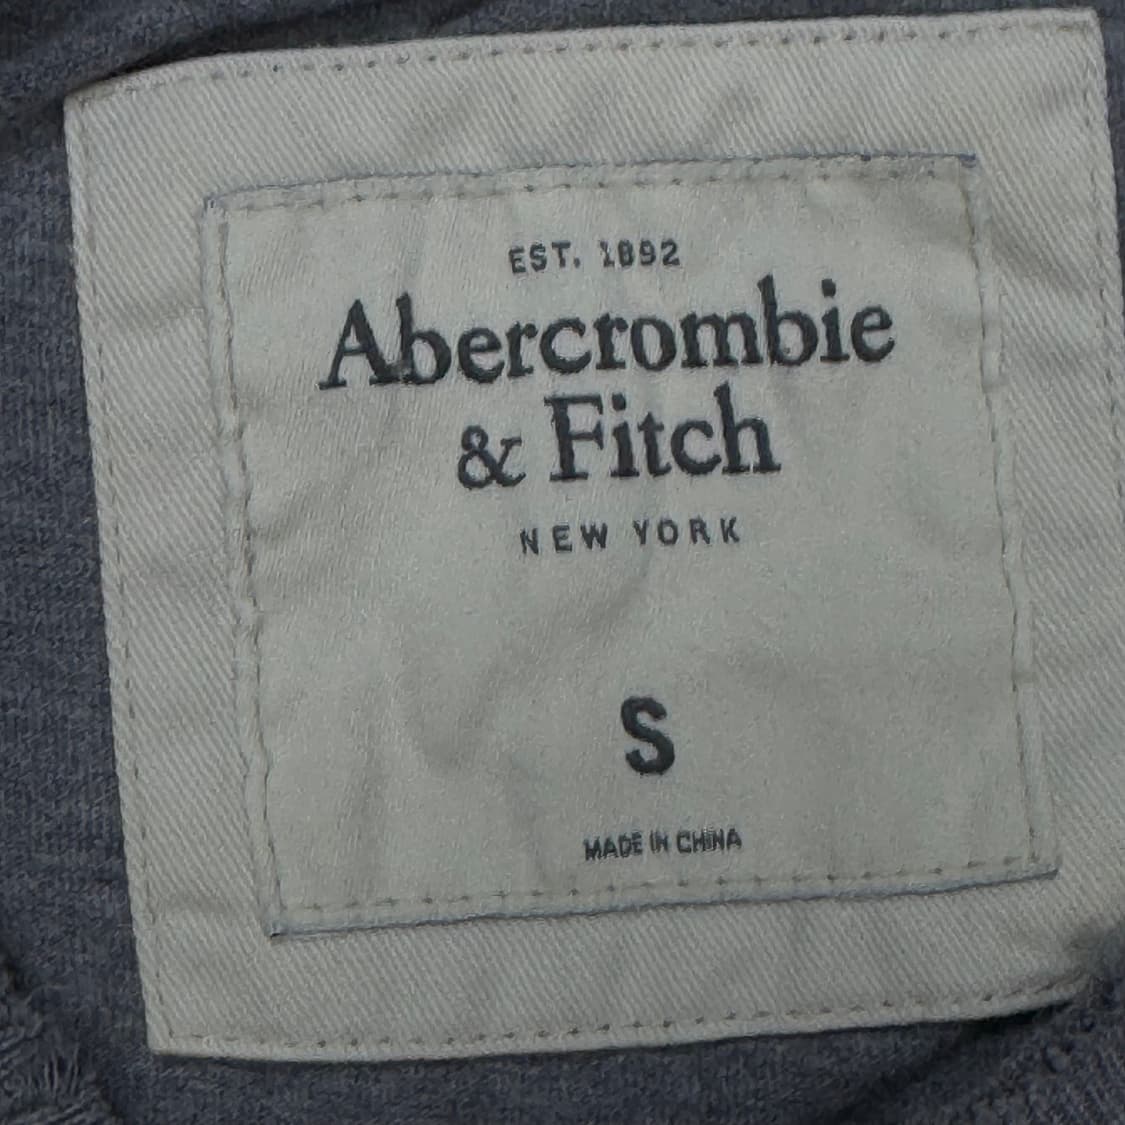 EST. 1892
Abercrombie
& Fitch
NEW YORK
S
MADE IN CHINA